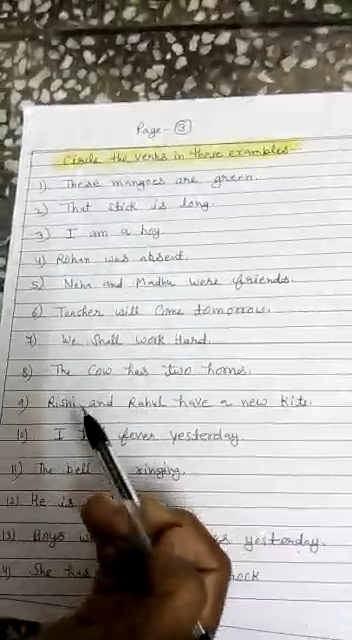 Page - 3
Circle the verbs in these examples-
1) These mangoes are green.
2) That stick is long.
3) I am a boy.
4) Rohan was absent.
5) Neha and Madhu were friends.
6) Teacher will come tomorrow.
7) We shall work Hard.
8) The Cow has two horns.
9) Rishi and Rahul have a new kite.
10) I fever yesterday.
11) The bell ringing.
12) He is
13) Boys yesterday.
14) She has